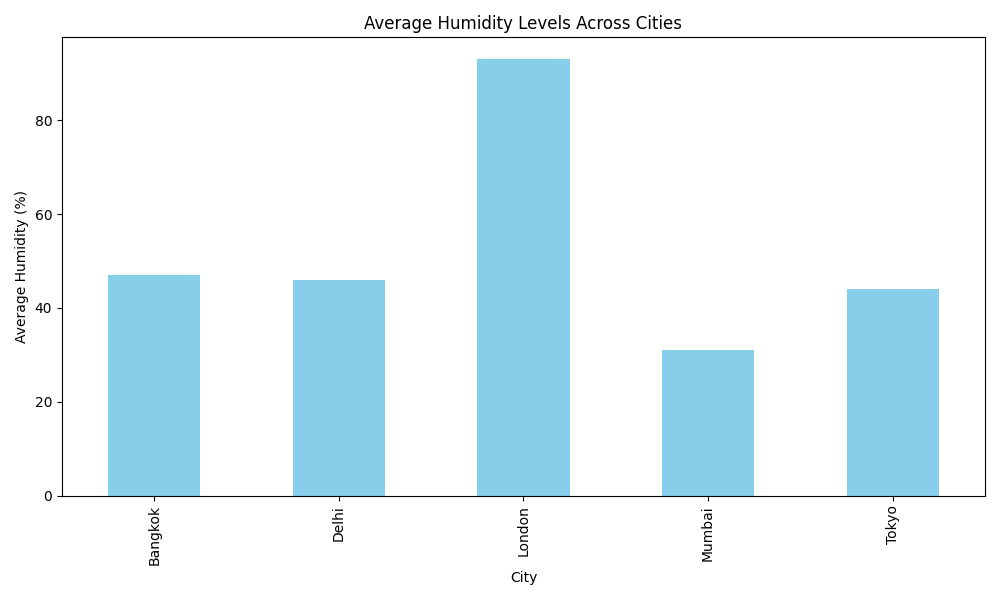 Average Humidity Levels Across Cities
Average Humidity (%)
80
60
40
20
0
Bangkok
Delhi
London
Mumbai
Tokyo
City